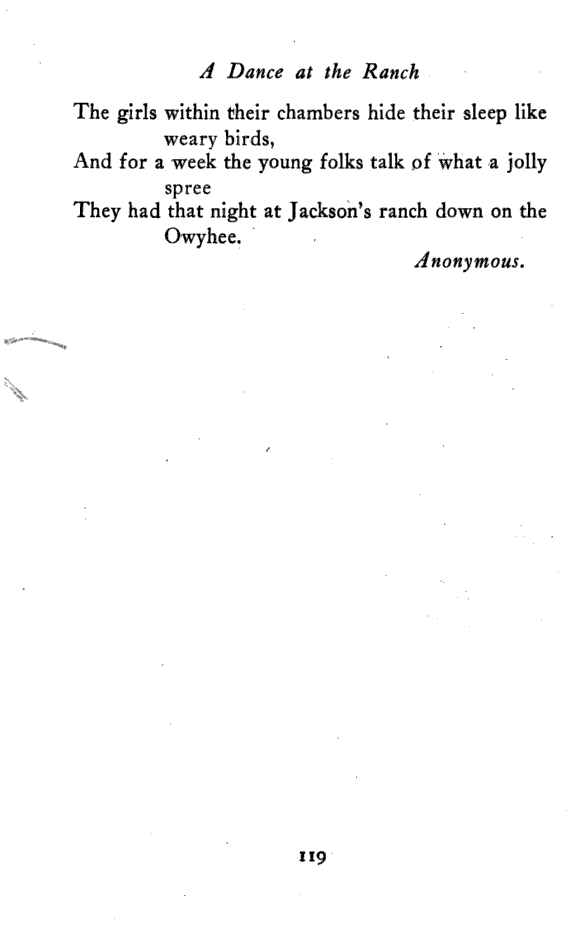 A Dance at the Ranch
The girls within their chambers hide their sleep like
weary birds,
And for a week the young folks talk of what a jolly
spree
They had that night at Jackson's ranch down on the
Owyhee.
Anonymous.
119